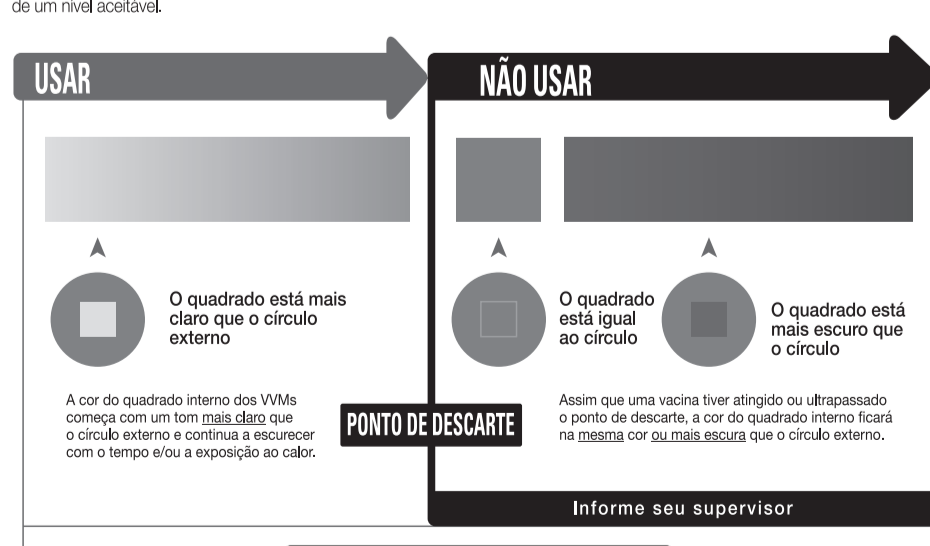 de um nível aceitável.
USAR
NÃO USAR
O quadrado está mais
claro que o círculo
externo
O quadrado
está igual
ao círculo
O quadrado está
mais escuro que
o círculo
A cor do quadrado interno dos VVMs
começa com um tom mais claro que
o círculo externo e continua a escurecer
com o tempo e/ou a exposição ao calor.
PONTO DE DESCARTE
Assim que uma vacina tiver atingido ou ultrapassado
o ponto de descarte, a cor do quadrado interno ficará
na mesma cor ou mais escura que o círculo externo.
Informe seu supervisor